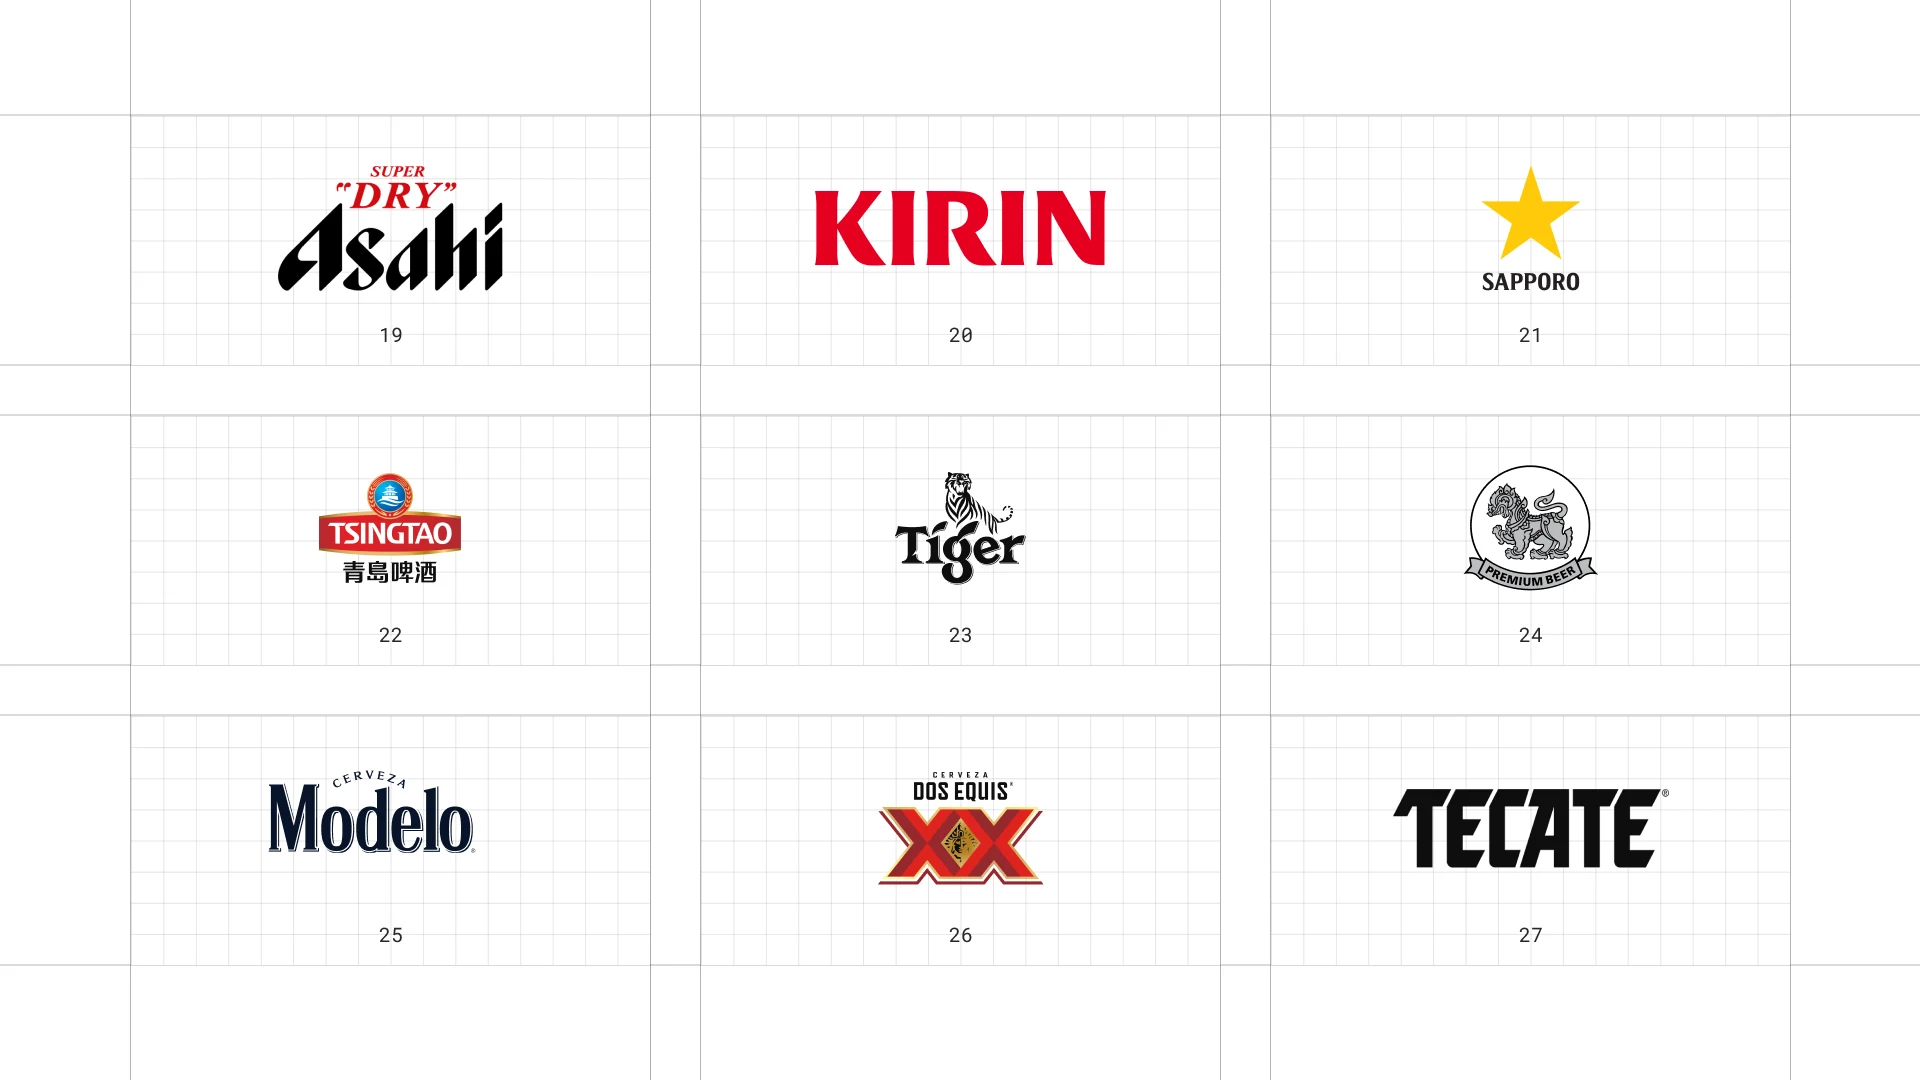 SUPER
"DRY"
Asahi
19
KIRIN
20
SAPPORO
21
TSINGTAO
青島啤酒
22
Tiger
23
PREMIUM BEER
24
CERVEZA
Modelo
25
CERVEZA
DOS EQUIS®
XX
26
TECATE®
27